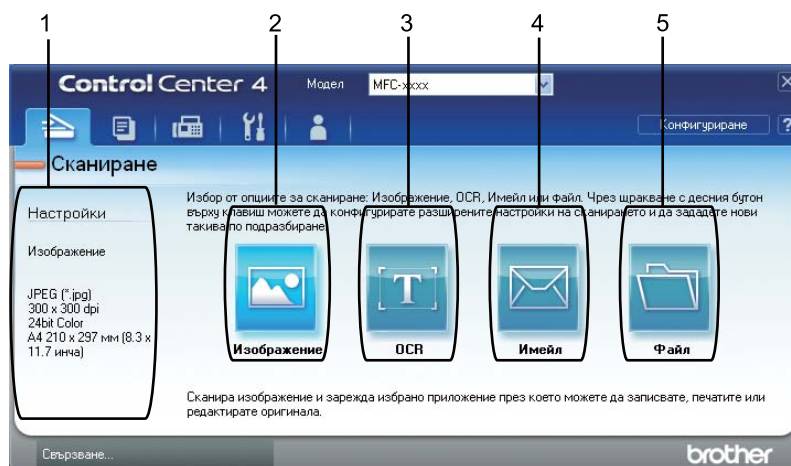 1 2 3 4 5
Control Center 4 Модел MFC-xxxx
Конфигуриране ?
Сканиране
Настройки
Изображение
JPEG (*.jpg)
300 x 300 dpi
24bit Color
A4 210 x 297 мм (8.3 x
11.7 инча)
Избор от опциите за сканиране: Изображение, OCR, Имейл или Файл. Чрез щракване с десния бутон
върху клавиш можете да конфигурирате разширените настройки на сканирането и да зададете нови
такива по подразбиране.
T
Изображение OCR Имейл Файл
Сканира изображение и зарежда избрано приложение през което можете да записвате, печатите или
редактирате оригинала.
Свързване... brother